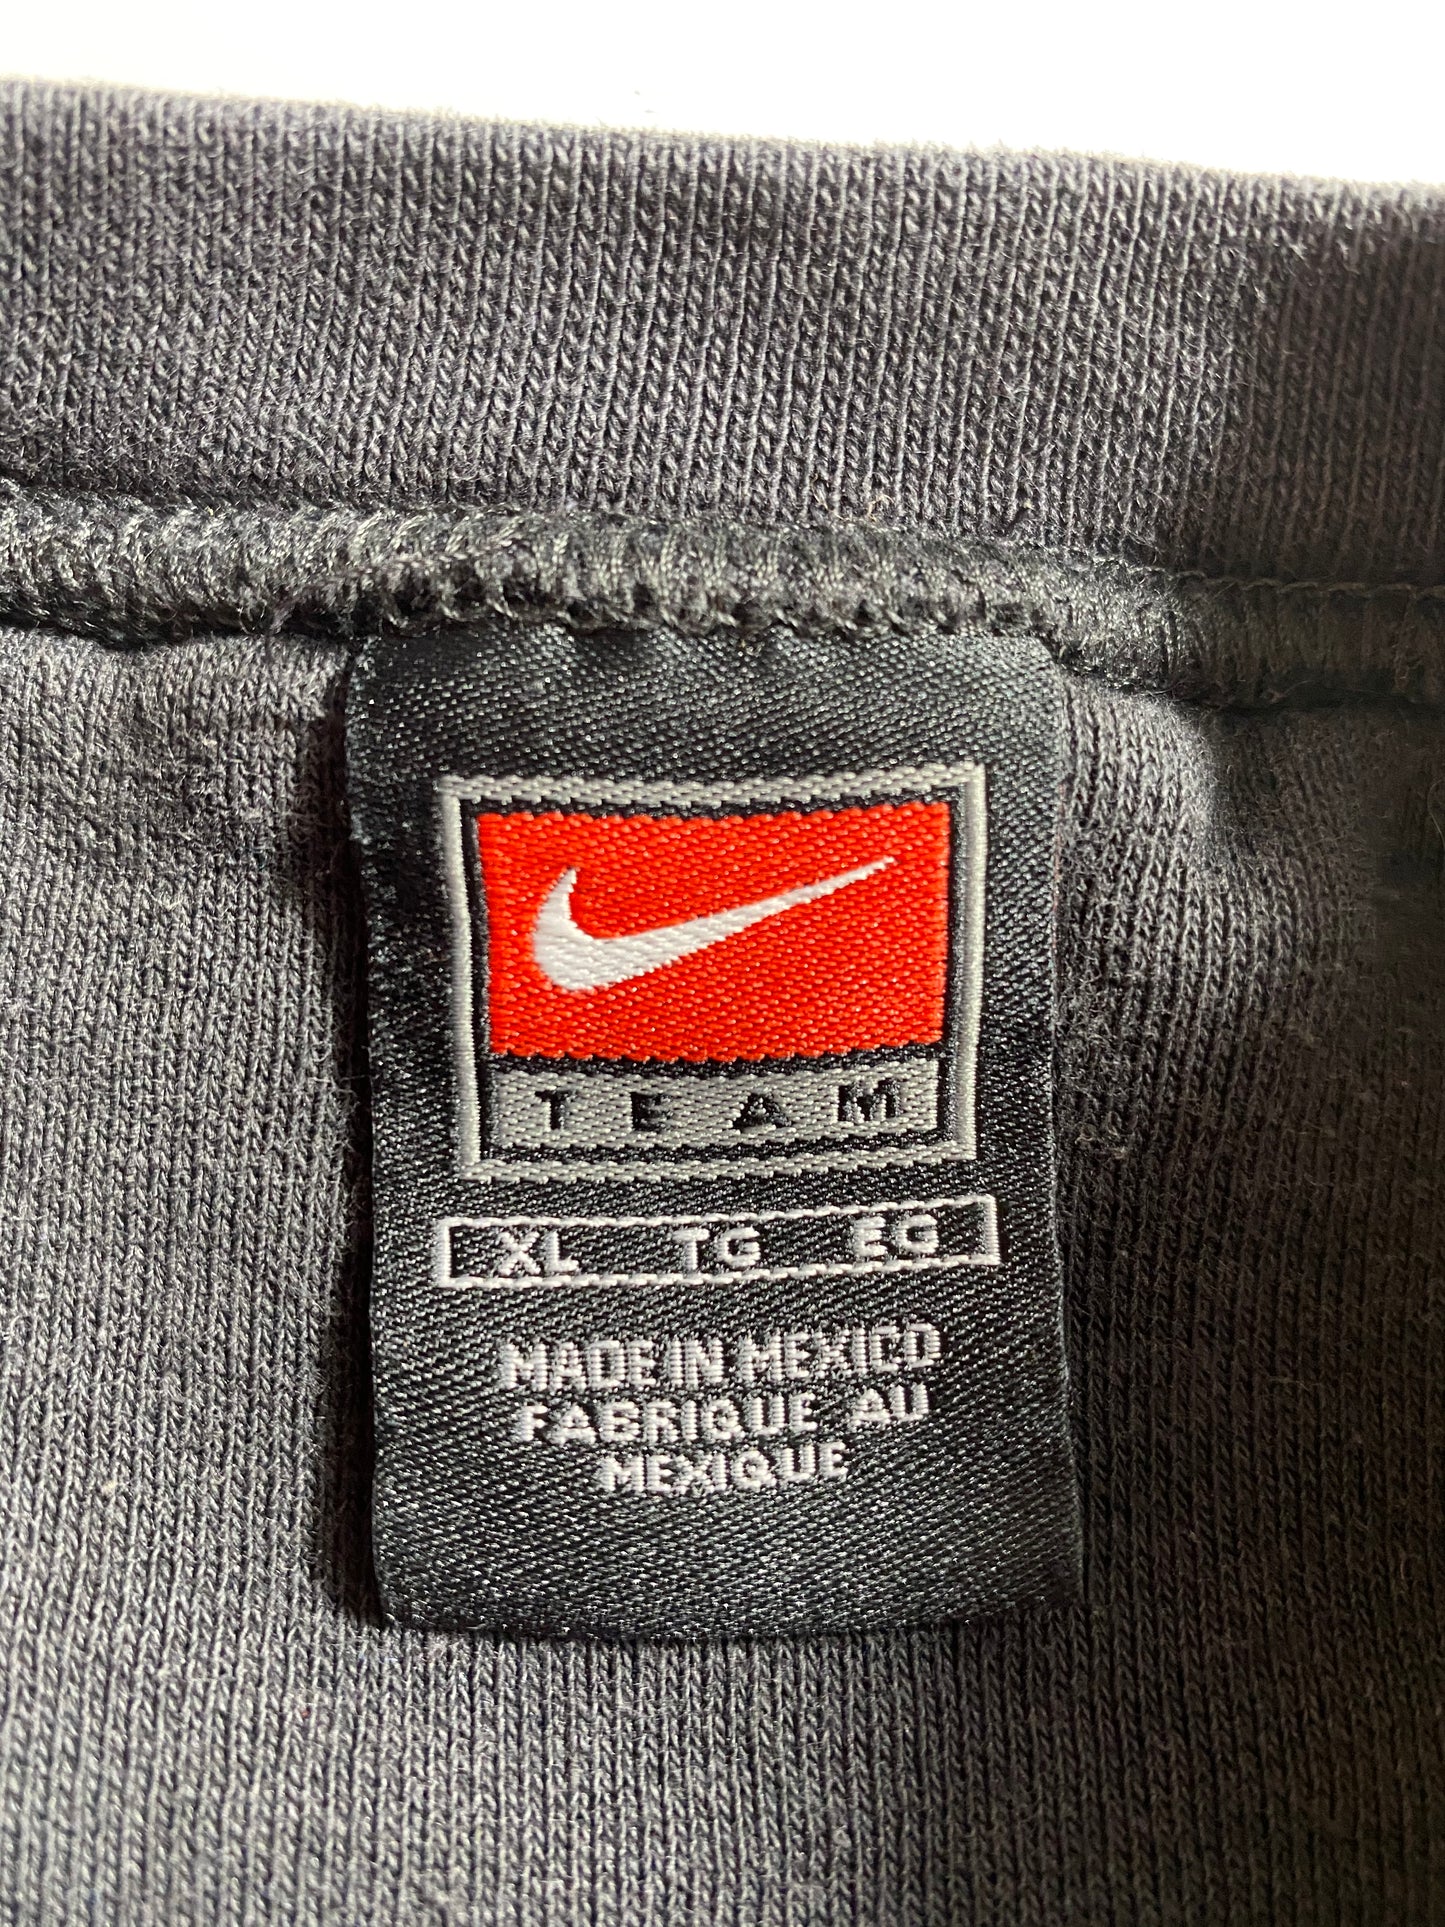 TEAM
XL TG EG
MADE IN MEXICO
FABRIQUE AU
MEXIQUE